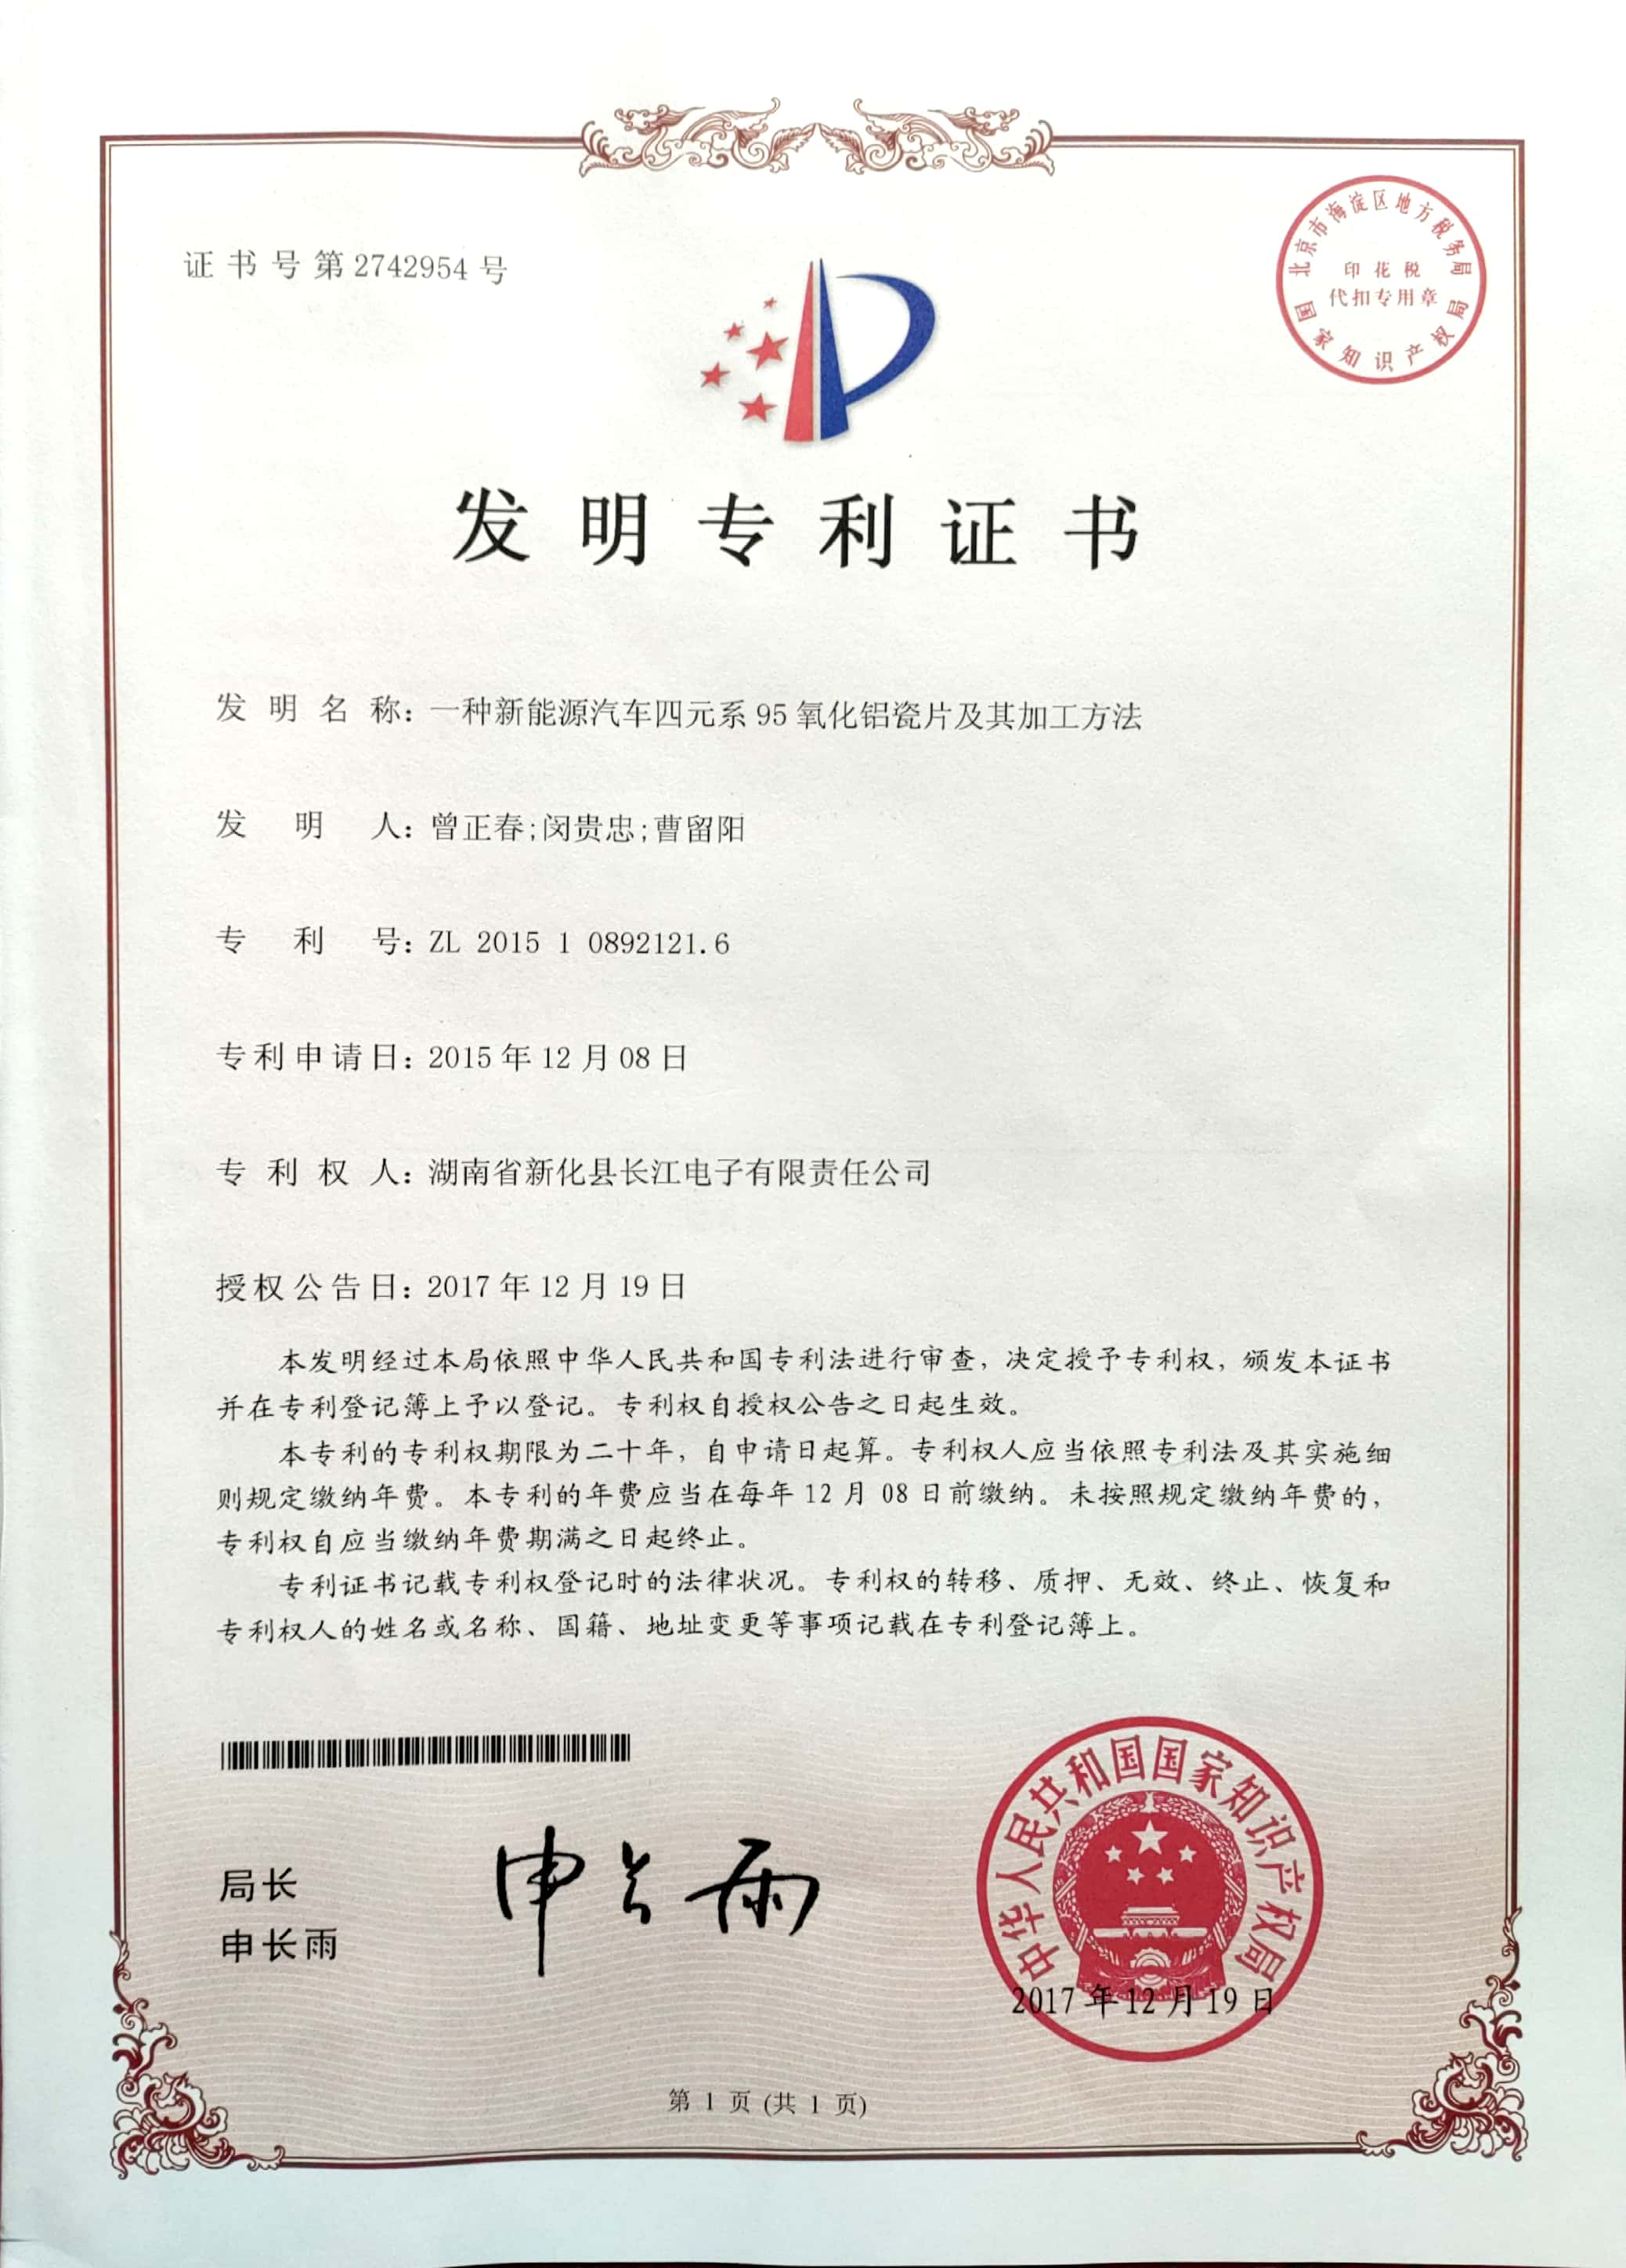 证书号第2742954号
北京市海淀区地方税务局
印花税
代扣专用章
国家知识产权局
发明专利证书
发明名称：一种新能源汽车四元系95氧化铝瓷片及其加工方法
发明人：曾正春;闵贵忠;曹留阳
专利号：ZL 2015 1 0892121.6
专利申请日：2015年12月08日
专利权人：湖南省新化县长江电子有限责任公司
授权公告日：2017年12月19日
本发明经过本局依照中华人民共和国专利法进行审查，决定授予专利权，颁发本证书
并在专利登记簿上予以登记。专利权自授权公告之日起生效。
本专利的专利权期限为二十年，自申请日起算。专利权人应当依照专利法及其实施细
则规定缴纳年费。本专利的年费应当在每年12月08日前缴纳。未按照规定缴纳年费的，
专利权自应当缴纳年费期满之日起终止。
专利证书记载专利权登记时的法律状况。专利权的转移、质押、无效、终止、恢复和
专利权人的姓名或名称、国籍、地址变更等事项记载在专利登记簿上。
局长
申长雨
申长雨
中华人民共和国国家知识产权局
2017年12月19日
第1页(共1页)